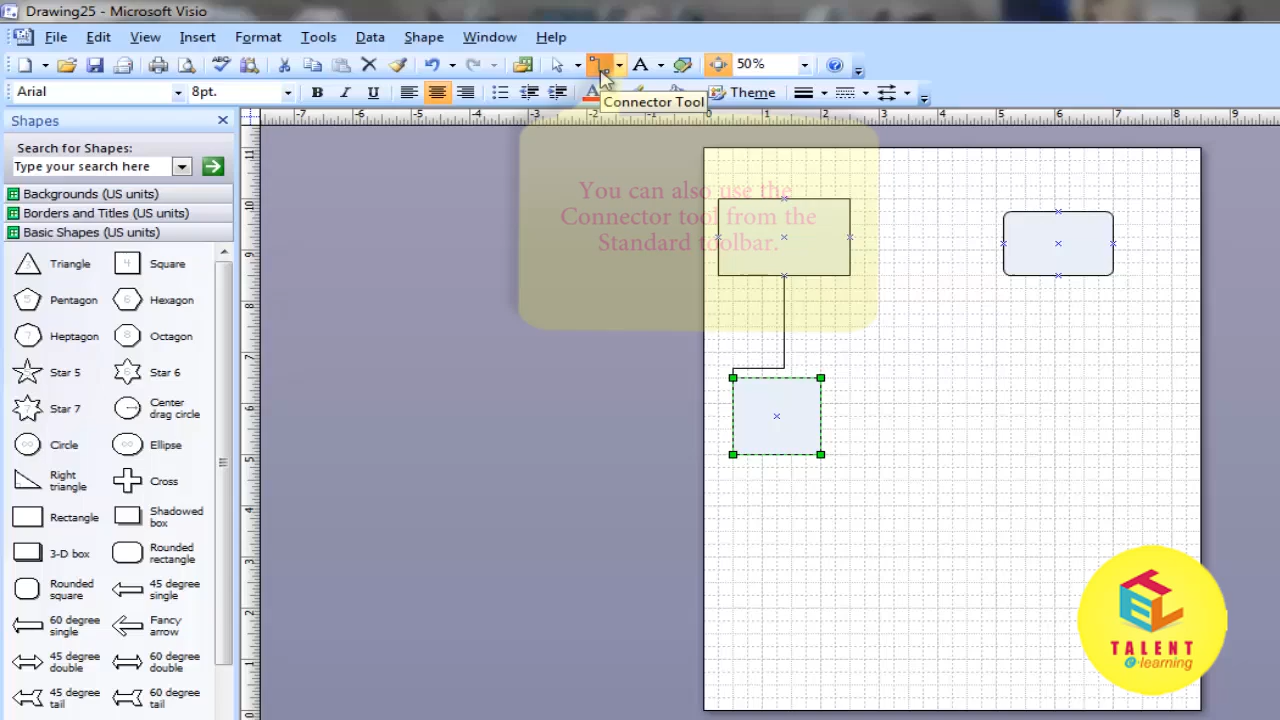 Drawing25 - Microsoft Visio
File Edit View Insert Format Tools Data Shape Window Help
50%
Arial 8pt. Theme
Connector Tool
Shapes
Search for Shapes:
Type your search here
Backgrounds (US units)
Borders and Titles (US units)
Basic Shapes (US units)
Triangle Square
Pentagon Hexagon
Heptagon Octagon
Star 5 Star 6
Star 7 Center drag circle
Circle Ellipse
Right triangle Cross
Rectangle Shadowed box
3-D box Rounded rectangle
Rounded square 45 degree single
60 degree single Fancy arrow
45 degree double 60 degree double
45 degree tail 60 degree tail
You can also use the
Connector tool from the
Standard toolbar.
TEL
TALENT
e-learning